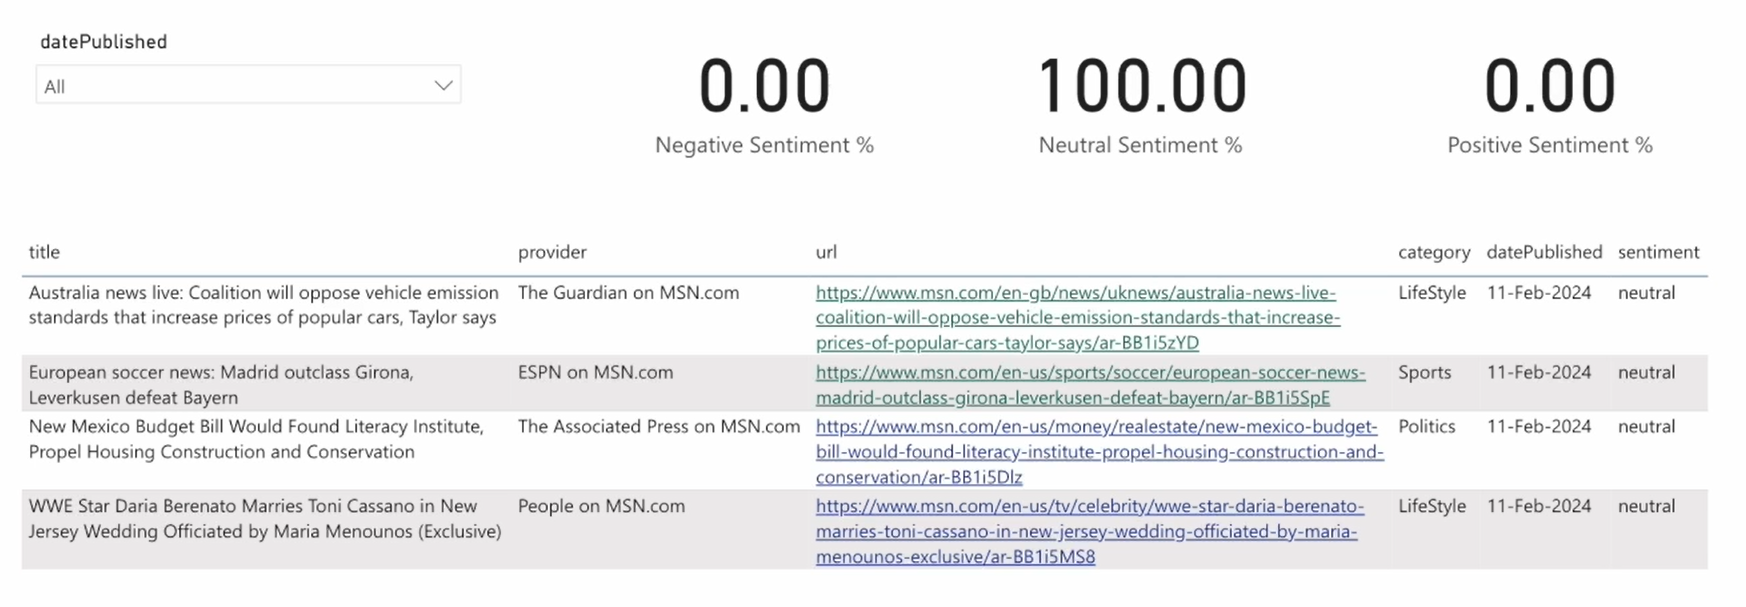 datePublished
All
0.00
Negative Sentiment %
100.00
Neutral Sentiment %
0.00
Positive Sentiment %
title provider url category datePublished sentiment
Australia news live: Coalition will oppose vehicle emission
standards that increase prices of popular cars, Taylor says
The Guardian on MSN.com
https://www.msn.com/en-gb/news/uknews/australia-news-live-
coalition-will-oppose-vehicle-emission-standards-that-increase-
prices-of-popular-cars-taylor-says/ar-BB1i5zYD
LifeStyle
11-Feb-2024
neutral
European soccer news: Madrid outclass Girona,
Leverkusen defeat Bayern
ESPN on MSN.com
https://www.msn.com/en-us/sports/soccer/european-soccer-news-
madrid-outclass-girona-leverkusen-defeat-bayern/ar-BB1i5SpE
Sports
11-Feb-2024
neutral
New Mexico Budget Bill Would Found Literacy Institute,
Propel Housing Construction and Conservation
The Associated Press on MSN.com
https://www.msn.com/en-us/money/realestate/new-mexico-budget-
bill-would-found-literacy-institute-propel-housing-construction-and-
conservation/ar-BB1i5Dlz
Politics
11-Feb-2024
neutral
WWE Star Daria Berenato Marries Toni Cassano in New
Jersey Wedding Officiated by Maria Menounos (Exclusive)
People on MSN.com
https://www.msn.com/en-us/tv/celebrity/wwe-star-daria-berenato-
marries-toni-cassano-in-new-jersey-wedding-officiated-by-maria-
menounos-exclusive/ar-BB1i5MS8
LifeStyle
11-Feb-2024
neutral